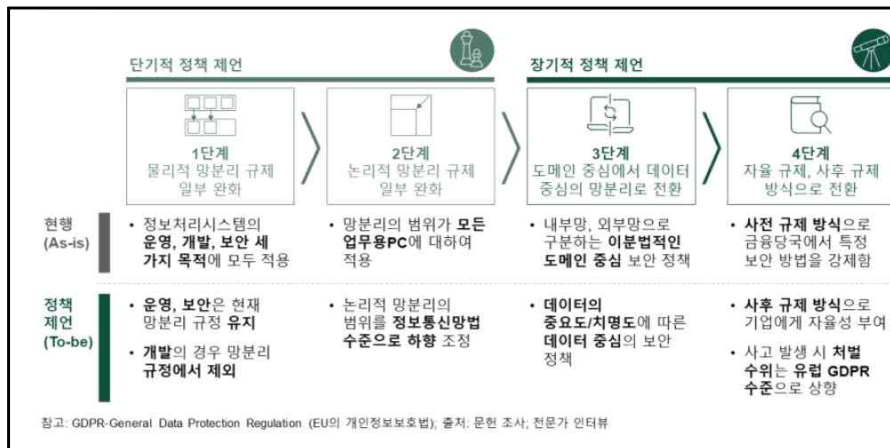 단기적 정책 제언
장기적 정책 제언
1단계
물리적 망분리 규제
일부 완화
2단계
논리적 망분리 규제
일부 완화
3단계
도메인 중심에서 데이터
중심의 망분리로 전환
4단계
자율 규제, 사후 규제
방식으로 전환
현행
(As-is)
• 정보처리시스템의
운영, 개발, 보안 세
가지 목적에 모두 적용
• 망분리의 범위가 모든
업무용PC에 대하여
적용
• 내부망, 외부망으로
구분하는 이분법적인
도메인 중심 보안 정책
• 사전 규제 방식으로
금융당국에서 특정
보안 방법을 강제함
정책
제언
(To-be)
• 운영, 보안은 현재
망분리 규정 유지
• 개발의 경우 망분리
규정에서 제외
• 논리적 망분리의
범위를 정보통신망법
수준으로 하향 조정
• 데이터의
중요도/치명도에 따른
데이터 중심의 보안
정책
• 사후 규제 방식으로
기업에게 자율성 부여
• 사고 발생 시 처벌
수위는 유럽 GDPR
수준으로 상향
참고: GDPR-General Data Protection Regulation (EU의 개인정보보호법); 출처: 문헌 조사; 전문가 인터뷰